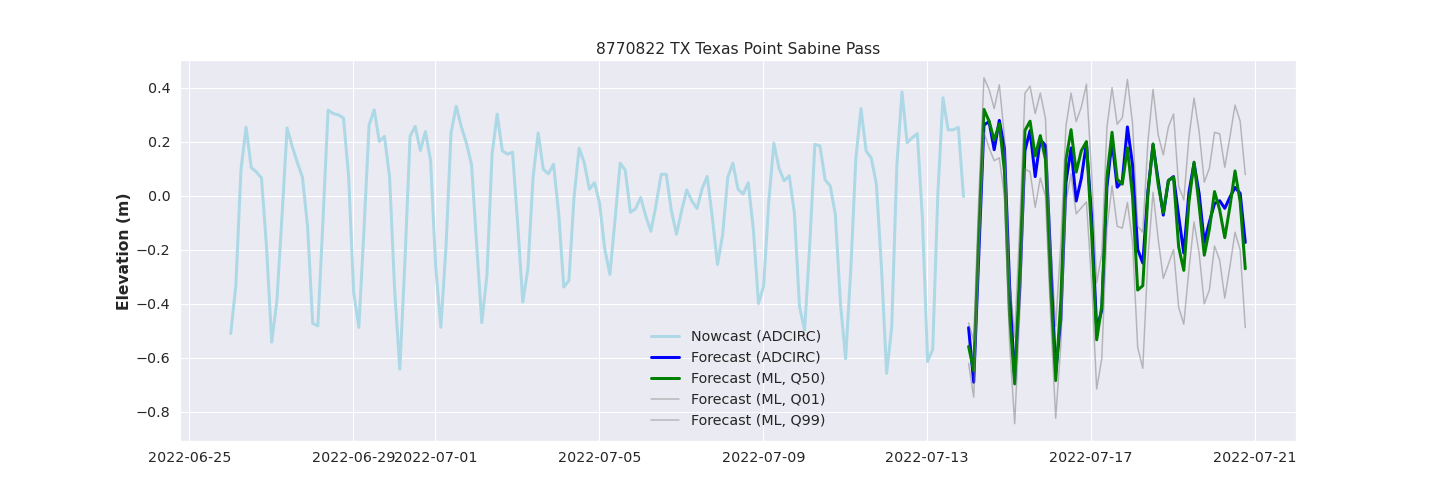 8770822 TX Texas Point Sabine Pass
Elevation (m)
0.4
0.2
0.0
−0.2
−0.4
−0.6
−0.8
Nowcast (ADCIRC)
Forecast (ADCIRC)
Forecast (ML, Q50)
Forecast (ML, Q01)
Forecast (ML, Q99)
2022-06-25 2022-06-29 2022-07-01 2022-07-05 2022-07-09 2022-07-13 2022-07-17 2022-07-21